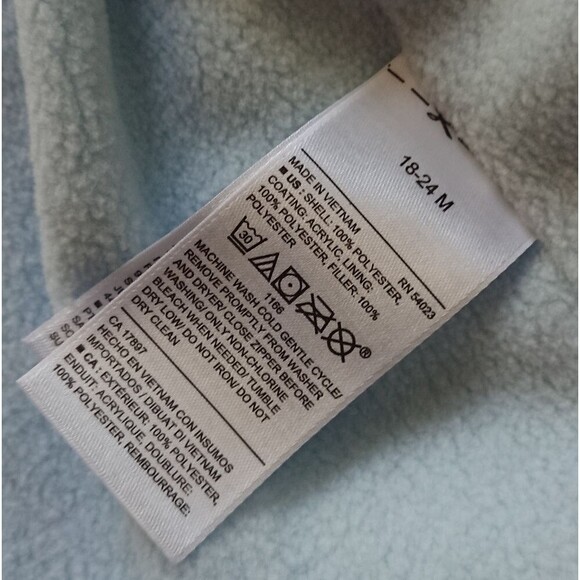 18-24 M
RN 54023
MADE IN VIETNAM
■ US : SHELL: 100% POLYESTER,
COATING: ACRYLIC, LINING:
100% POLYESTER, FILLER: 100%
POLYESTER
30
®
1166
MACHINE WASH COLD GENTLE CYCLE/
REMOVE PROMPLY FROM WASHER
AND DRYER/ CLOSE ZIPPER BEFORE
WASHING/ ONLY NON-CHLORINE
BLEACH WHEN NEEDED/ TUMBLE
DRY LOW/ DO NOT IRON/ DO NOT
DRY CLEAN
CA 17897
HECHO EN VIETNAM CON INSUMOS
IMPORTADOS / DIBUAT DI VIETNAM
■ CA : EXTÉRIEUR: 100% POLYESTER,
ENDUIT: ACRYLIQUE, DOUBLURE:
100% POLYESTER, REMBOURRAGE: